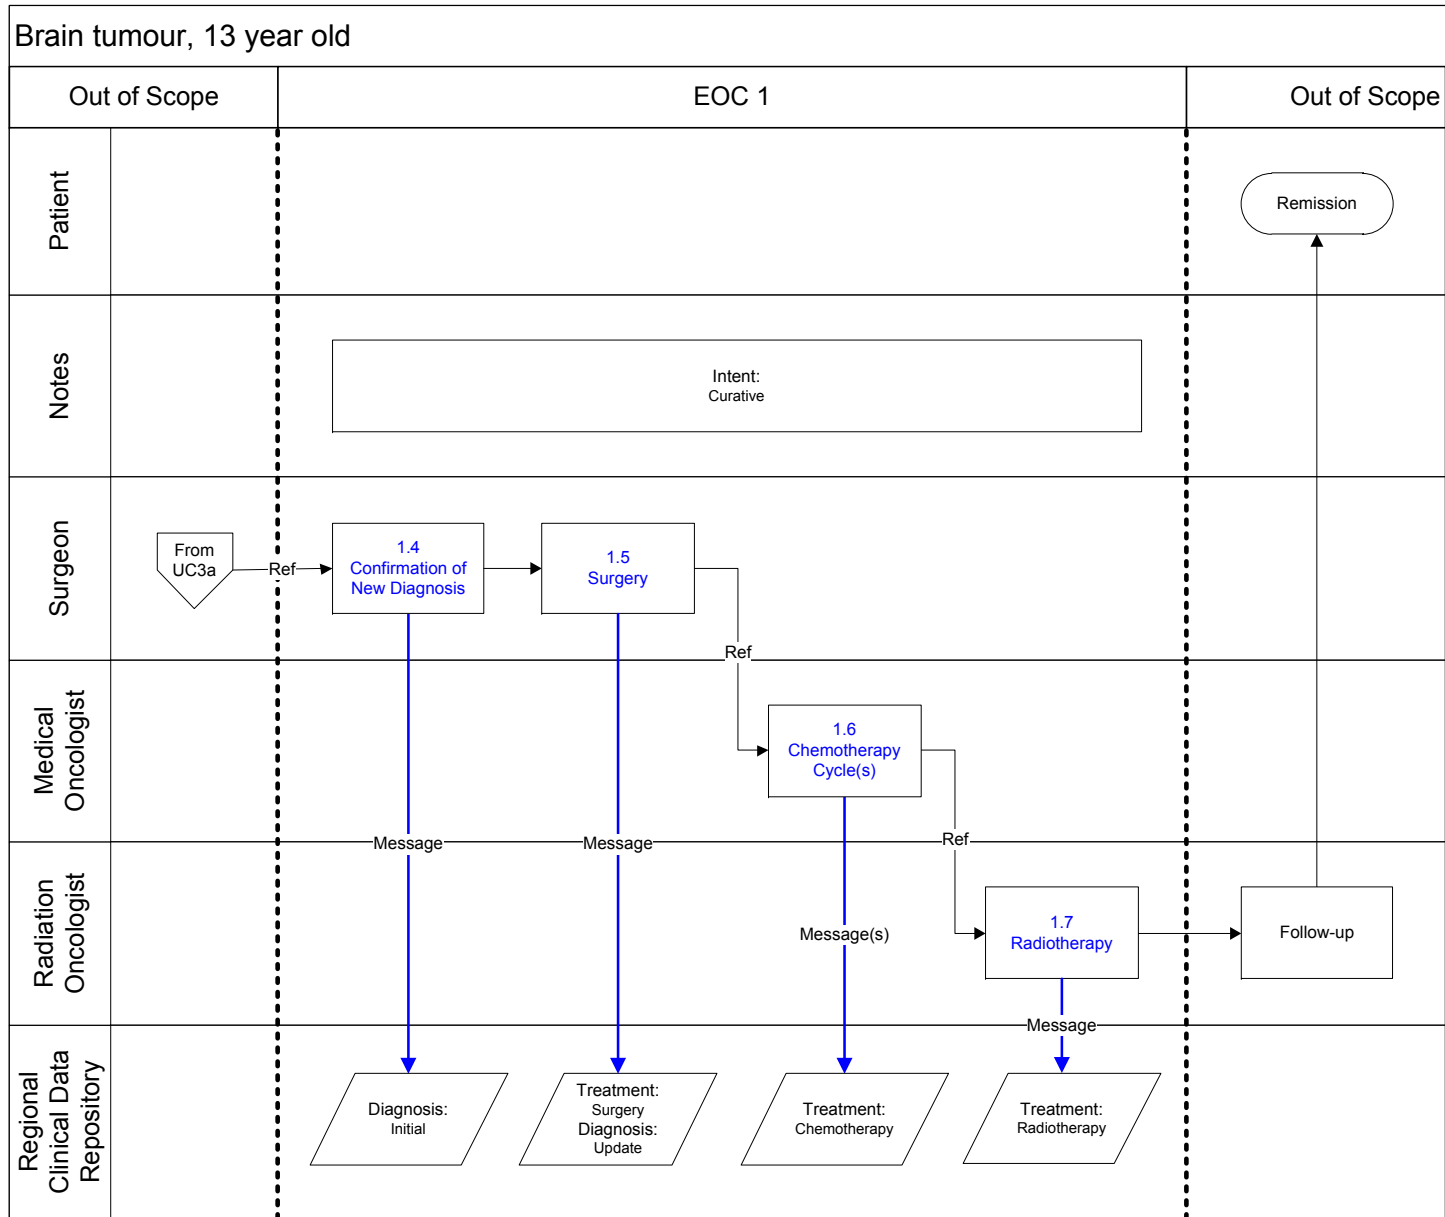 Brain tumour, 13 year old
Out of Scope
EOC 1
Out of Scope
Patient
Remission
Notes
Intent:
Curative
Surgeon
From
UC3a
Ref
1.4
Confirmation of
New Diagnosis
1.5
Surgery
Ref
Medical
Oncologist
1.6
Chemotherapy
Cycle(s)
Message
Message
Ref
Radiation
Oncologist
Message(s)
1.7
Radiotherapy
Follow-up
Message
Regional
Clinical Data
Repository
Diagnosis:
Initial
Treatment:
Surgery
Diagnosis:
Update
Treatment:
Chemotherapy
Treatment:
Radiotherapy